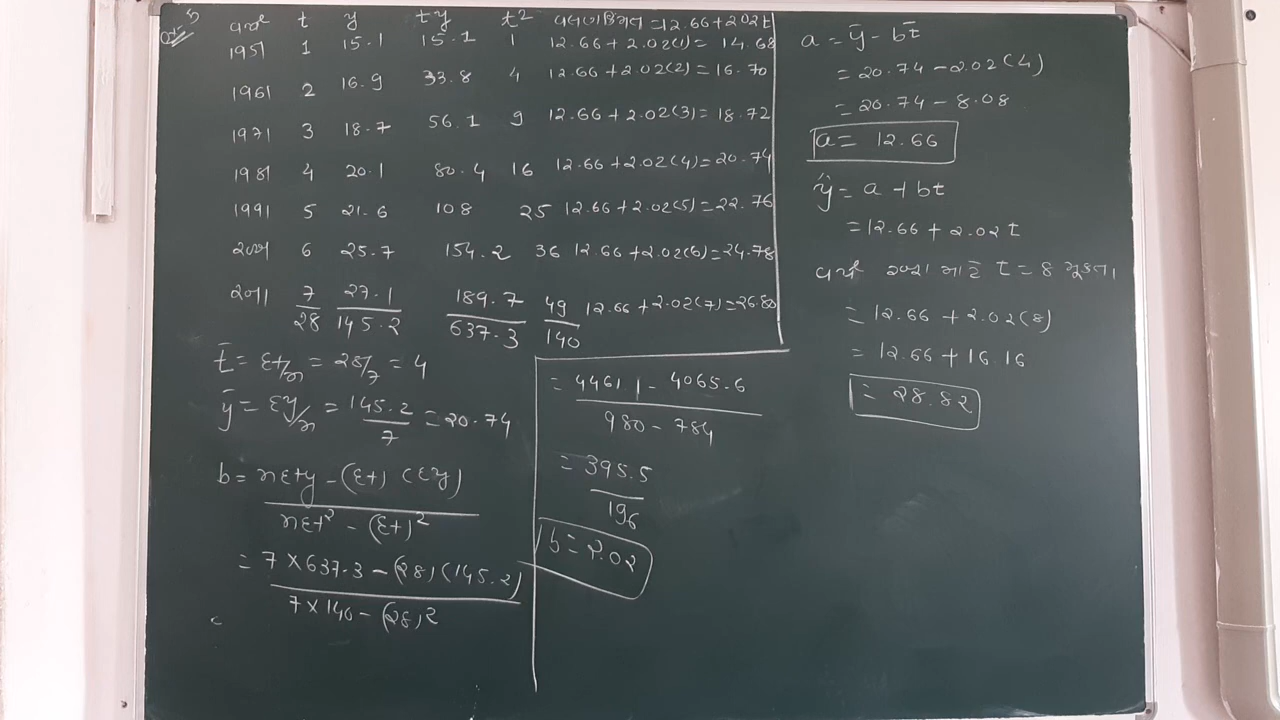 વર્ષ t y ty t² વલણ કિંમત = 12.66 + 2.02t
1951 1 15.1 15.1 1 12.66 + 2.02(1) = 14.68
1961 2 16.9 33.8 4 12.66 + 2.02(2) = 16.70
1971 3 18.7 56.1 9 12.66 + 2.02(3) = 18.72
1981 4 20.1 80.4 16 12.66 + 2.02(4) = 20.74
1991 5 21.6 108 25 12.66 + 2.02(5) = 22.76
૨૦૦૧ 6 25.7 154.2 36 12.66 + 2.02(6) = 24.78
૨૦૧૧ 7 27.1 189.7 49 12.66 + 2.02(7) = 26.80
28 145.2 637.3 140
t̄ = Σt/n = 28/7 = 4
ȳ = Σy/n = 145.2/7 = 20.74
b = nΣty - (Σt) (Σy)
nΣt² - (Σt)²
= 7 × 637.3 - (28) (145.2)
7 × 140 - (28)²
= 4461.1 - 4065.6
980 - 784
= 395.5
196
b = 2.02
a = ȳ - bt̄
= 20.74 - 2.02 (4)
= 20.74 - 8.08
a = 12.66
ŷ = a + bt
= 12.66 + 2.02 t
વર્ષ ૨૦૨૧ માટે t = 8 મૂકતા
= 12.66 + 2.02 (8)
= 12.66 + 16.16
= 28.82